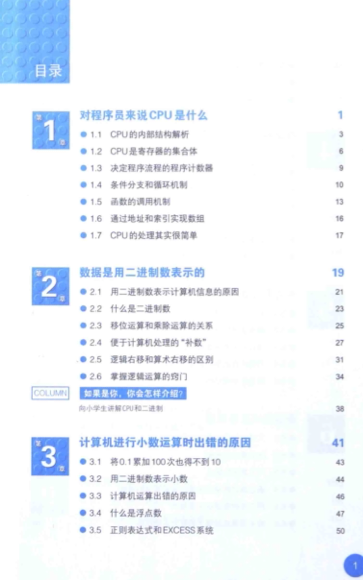 目录
第1章 对程序员来说CPU是什么 1
1.1 CPU的内部结构解析 3
1.2 CPU是寄存器的集合体 6
1.3 决定程序流程的程序计数器 9
1.4 条件分支和循环机制 10
1.5 函数的调用机制 13
1.6 通过地址和索引实现数组 16
1.7 CPU的处理其实很简单 17
第2章 数据是用二进制数表示的 19
2.1 用二进制数表示计算机信息的原因 21
2.2 什么是二进制数 23
2.3 移位运算和乘除运算的关系 25
2.4 便于计算机处理的“补数” 27
2.5 逻辑右移和算术右移的区别 31
2.6 掌握逻辑运算的窍门 34
COLUMN 如果是你，你会怎样介绍？
向小学生讲解CPU和二进制 38
第3章 计算机进行小数运算时出错的原因 41
3.1 将0.1累加100次也得不到10 43
3.2 用二进制数表示小数 44
3.3 计算机运算出错的原因 46
3.4 什么是浮点数 47
3.5 正则表达式和EXCESS系统 50
1